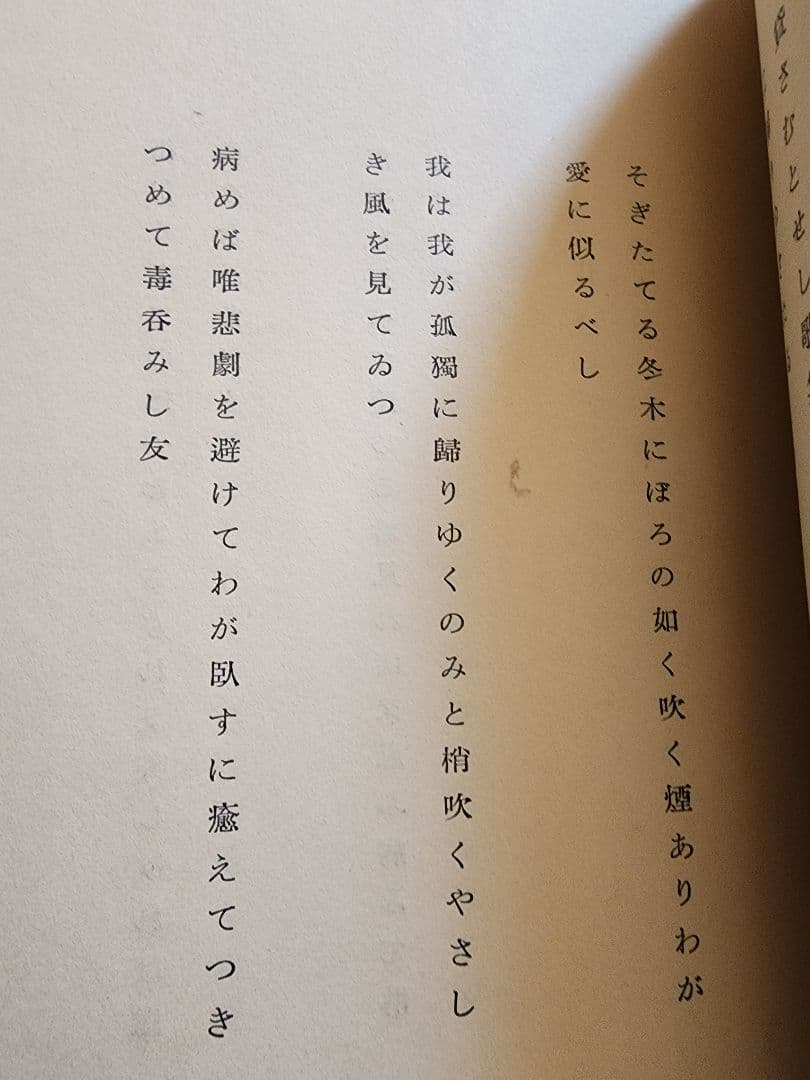 そぎたてる冬木にぼろの如く吹く煙ありわが
愛に似るべし
我は我が孤獨に歸りゆくのみと梢吹くやさし
き風を見てゐつ
病めば唯悲劇を避けてわが臥すに癒えてつき
つめて毒呑みし友